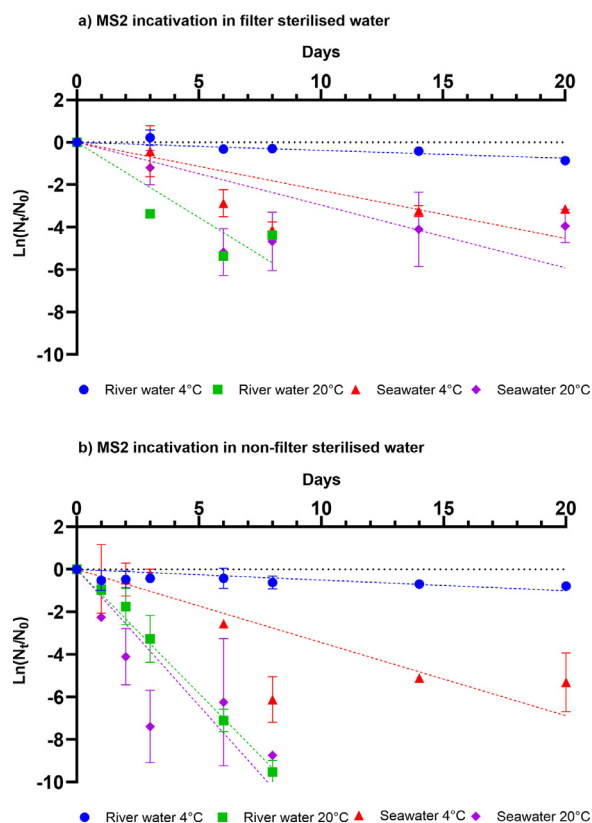 a) MS2 incativation in filter sterilised water
Days
0 5 10 15 20
2
0
-2
-4
-6
-8
-10
Ln(Nt/N0)
River water 4°C River water 20°C Seawater 4°C Seawater 20°C
b) MS2 incativation in non-filter sterilised water
Days
0 5 10 15 20
2
0
-2
-4
-6
-8
-10
Ln(Nt/N0)
River water 4°C River water 20°C Seawater 4°C Seawater 20°C